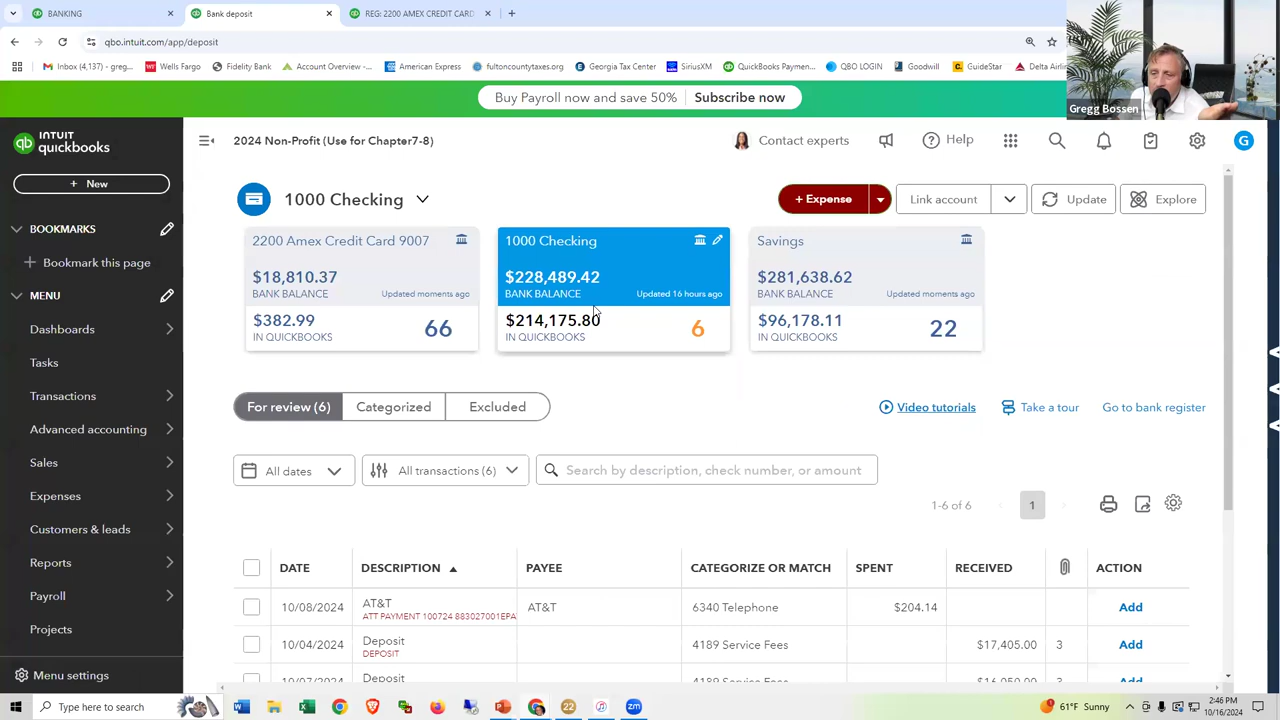 BANKING
Bank deposit
REG: 2200 AMEX CREDIT CARD
qbo.intuit.com/app/deposit
Inbox (4,137) - greg...
Wells Fargo
Fidelity Bank
Account Overview -...
American Express
fultoncountytaxes.or...
Georgia Tax Center
SiriusXM
QuickBooks Paymen...
QBO LOGIN
Goodwill
GuideStar
Delta Airlin
Gregg Bossen
Buy Payroll now and save 50%
Subscribe now
INTUIT
quickbooks
2024 Non-Profit (Use for Chapter7-8)
Contact experts
Help
G
+ New
BOOKMARKS
Bookmark this page
MENU
Dashboards
Tasks
Transactions
Advanced accounting
Sales
Expenses
Customers & leads
Reports
Payroll
Projects
Menu settings
1000 Checking
+ Expense
Link account
Update
Explore
2200 Amex Credit Card 9007
$18,810.37
BANK BALANCE
Updated moments ago
$382.99
IN QUICKBOOKS
66
1000 Checking
$228,489.42
BANK BALANCE
Updated 16 hours ago
$214,175.80
IN QUICKBOOKS
6
Savings
$281,638.62
BANK BALANCE
Updated moments ago
$96,178.11
IN QUICKBOOKS
22
For review (6)
Categorized
Excluded
Video tutorials
Take a tour
Go to bank register
All dates
All transactions (6)
Search by description, check number, or amount
1-6 of 6
1
DATE DESCRIPTION PAYEE CATEGORIZE OR MATCH SPENT RECEIVED ACTION
10/08/2024 AT&T AT&T 6340 Telephone $204.14 Add
ATT PAYMENT 100724 883027001EPA
10/04/2024 Deposit 4189 Service Fees $17,405.00 3 Add
DEPOSIT
Type here to search
22
zm
61°F Sunny
2:46 PM
10/16/2024